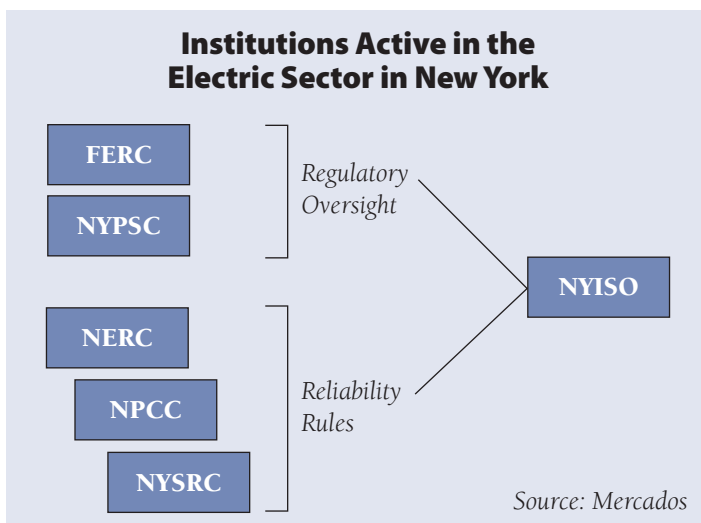 Institutions Active in the
Electric Sector in New York
FERC
NYPSC
Regulatory
Oversight
NYISO
NERC
NPCC
NYSRC
Reliability
Rules
Source: Mercados